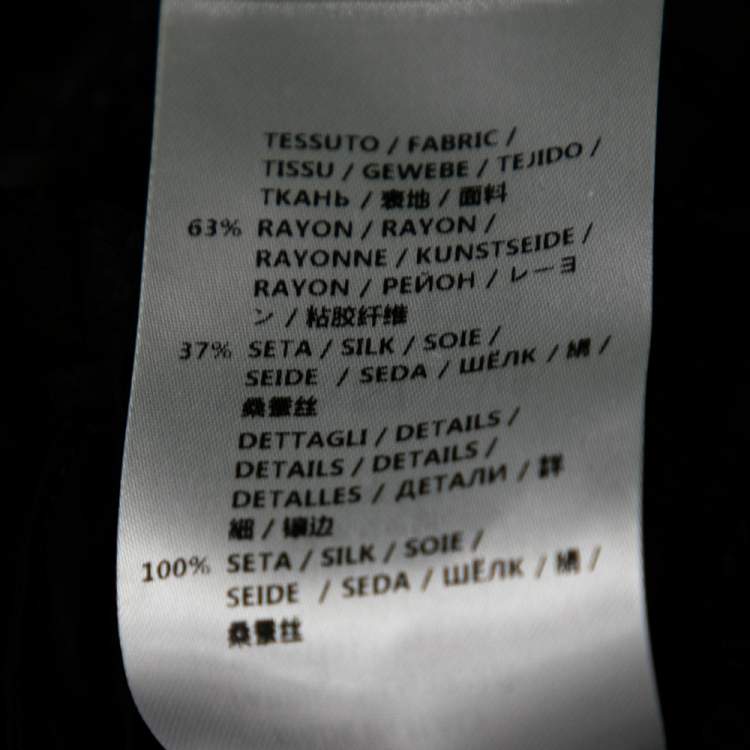 TESSUTO / FABRIC /
TISSU / GEWEBE / TEJIDO /
ТКАНЬ / 表地 / 面料
63% RAYON / RAYON /
RAYONNE / KUNSTSEIDE /
RAYON / РЕЙОН / レーヨ
ン / 粘胶纤维
37% SETA / SILK / SOIE /
SEIDE / SEDA / ШЁЛК / 絹 /
桑蚕丝
DETTAGLI / DETAILS /
DETAILS / DETAILS /
DETALLES / ДЕТАЛИ / 詳
細 / 镶边
100% SETA / SILK / SOIE /
SEIDE / SEDA / ШЁЛК / 絹 /
桑蚕丝